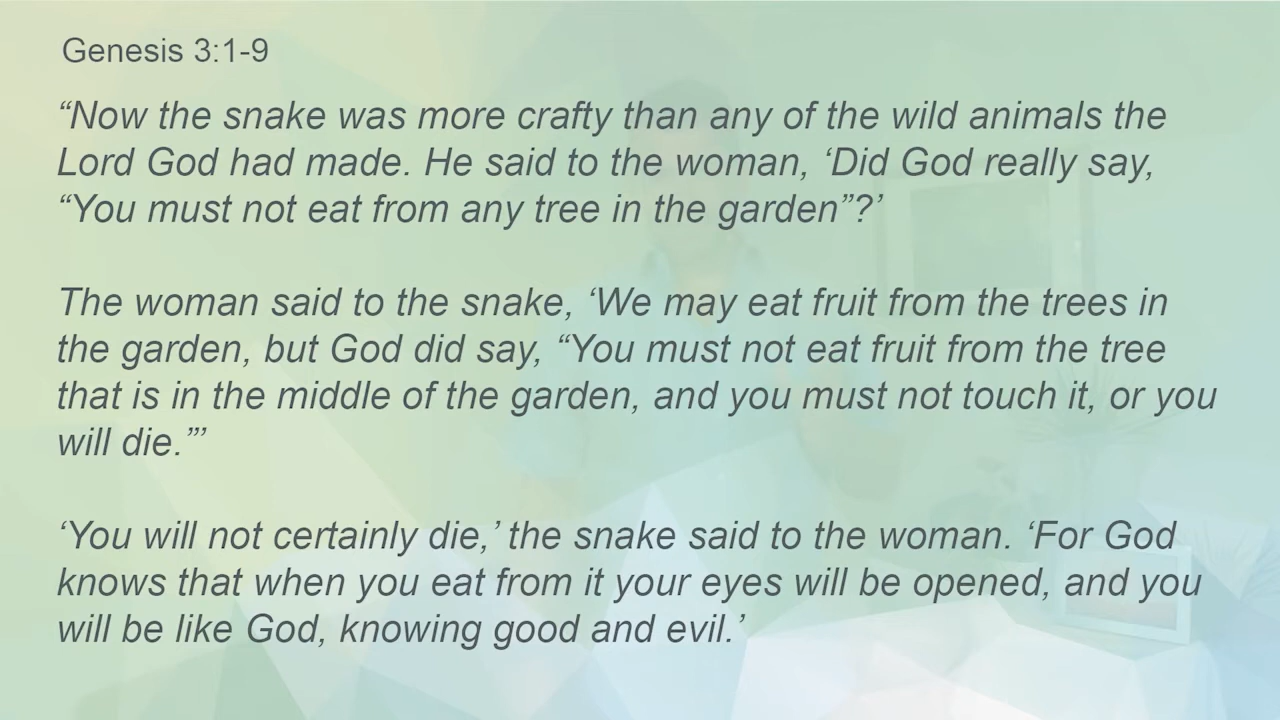 Genesis 3:1-9
“Now the snake was more crafty than any of the wild animals the
Lord God had made. He said to the woman, ‘Did God really say,
“You must not eat from any tree in the garden”?’
The woman said to the snake, ‘We may eat fruit from the trees in
the garden, but God did say, “You must not eat fruit from the tree
that is in the middle of the garden, and you must not touch it, or you
will die.”’
‘You will not certainly die,’ the snake said to the woman. ‘For God
knows that when you eat from it your eyes will be opened, and you
will be like God, knowing good and evil.’